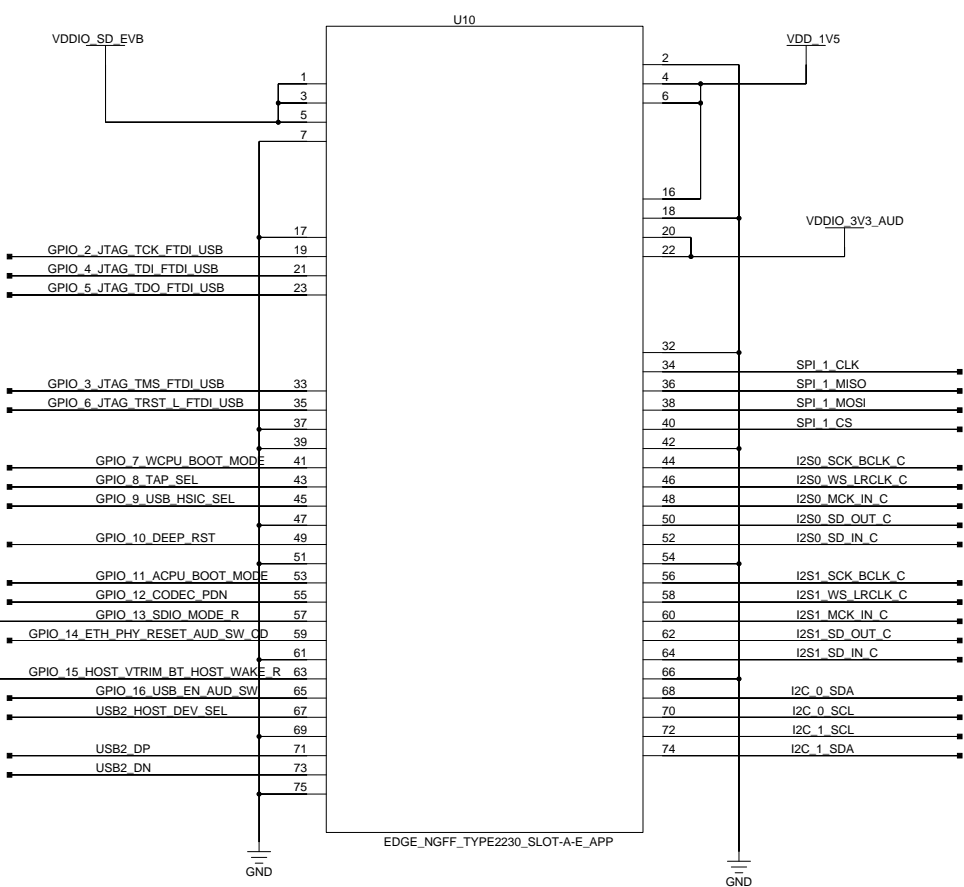 U10
VDDIO_SD_EVB
VDD_1V5
2
1 4
3 6
5
7
16
18
17 20 VDDIO_3V3_AUD
GPIO_2_JTAG_TCK_FTDI_USB 19 22
GPIO_4_JTAG_TDI_FTDI_USB 21
GPIO_5_JTAG_TDO_FTDI_USB 23
32
34 SPI_1_CLK
GPIO_3_JTAG_TMS_FTDI_USB 33 36 SPI_1_MISO
GPIO_6_JTAG_TRST_L_FTDI_USB 35 38 SPI_1_MOSI
37 40 SPI_1_CS
39 42
GPIO_7_WCPU_BOOT_MODE 41 44 I2S0_SCK_BCLK_C
GPIO_8_TAP_SEL 43 46 I2S0_WS_LRCLK_C
GPIO_9_USB_HSIC_SEL 45 48 I2S0_MCK_IN_C
47 50 I2S0_SD_OUT_C
GPIO_10_DEEP_RST 49 52 I2S0_SD_IN_C
51 54
GPIO_11_ACPU_BOOT_MODE 53 56 I2S1_SCK_BCLK_C
GPIO_12_CODEC_PDN 55 58 I2S1_WS_LRCLK_C
GPIO_13_SDIO_MODE_R 57 60 I2S1_MCK_IN_C
GPIO_14_ETH_PHY_RESET_AUD_SW_OD 59 62 I2S1_SD_OUT_C
61 64 I2S1_SD_IN_C
GPIO_15_HOST_VTRIM_BT_HOST_WAKE_R 63 66
GPIO_16_USB_EN_AUD_SW 65 68 I2C_0_SDA
USB2_HOST_DEV_SEL 67 70 I2C_0_SCL
69 72 I2C_1_SCL
USB2_DP 71 74 I2C_1_SDA
USB2_DN 73
75
EDGE_NGFF_TYPE2230_SLOT-A-E_APP
GND
GND